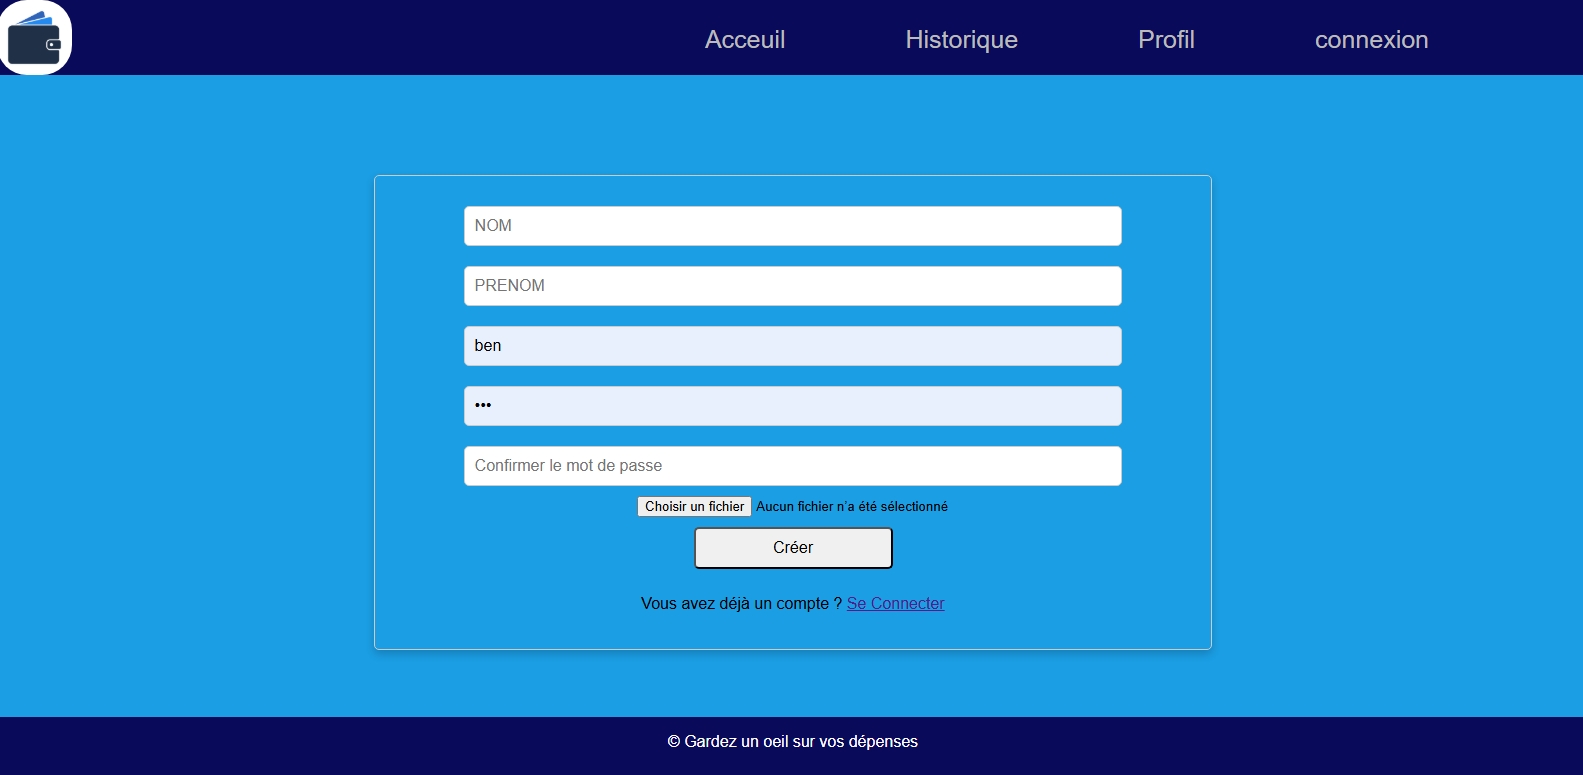 Acceuil Historique Profil connexion
NOM
PRENOM
ben
•••
Confirmer le mot de passe
Choisir un fichier Aucun fichier n'a été sélectionné
Créer
Vous avez déjà un compte ? Se Connecter
© Gardez un oeil sur vos dépenses